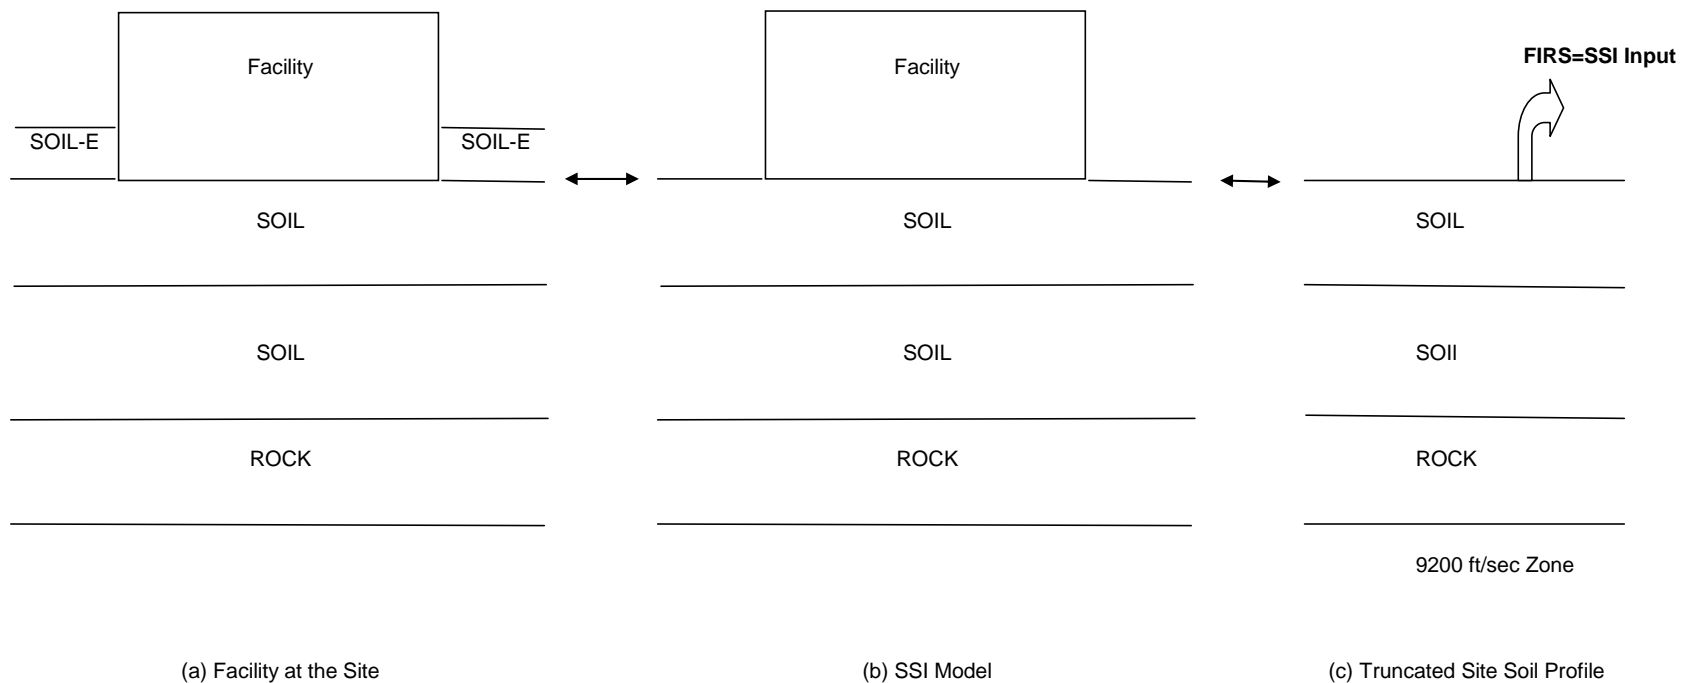 Facility
Facility
FIRS=SSI Input
SOIL-E
SOIL-E
SOIL
SOIL
SOIL
SOIL
SOIL
SOIl
ROCK
ROCK
ROCK
9200 ft/sec Zone
(a) Facility at the Site
(b) SSI Model
(c) Truncated Site Soil Profile